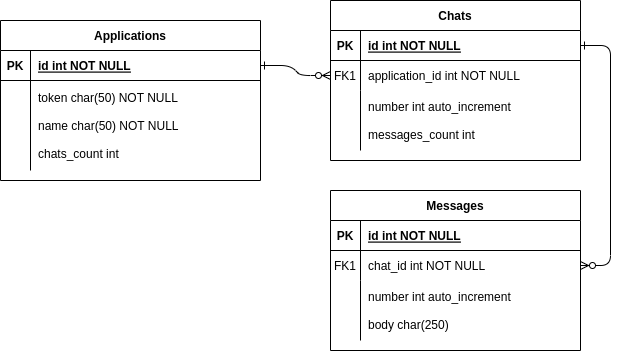 Applications
PK id int NOT NULL
token char(50) NOT NULL
name char(50) NOT NULL
chats_count int
Chats
PK id int NOT NULL
FK1 application_id int NOT NULL
number int auto_increment
messages_count int
Messages
PK id int NOT NULL
FK1 chat_id int NOT NULL
number int auto_increment
body char(250)